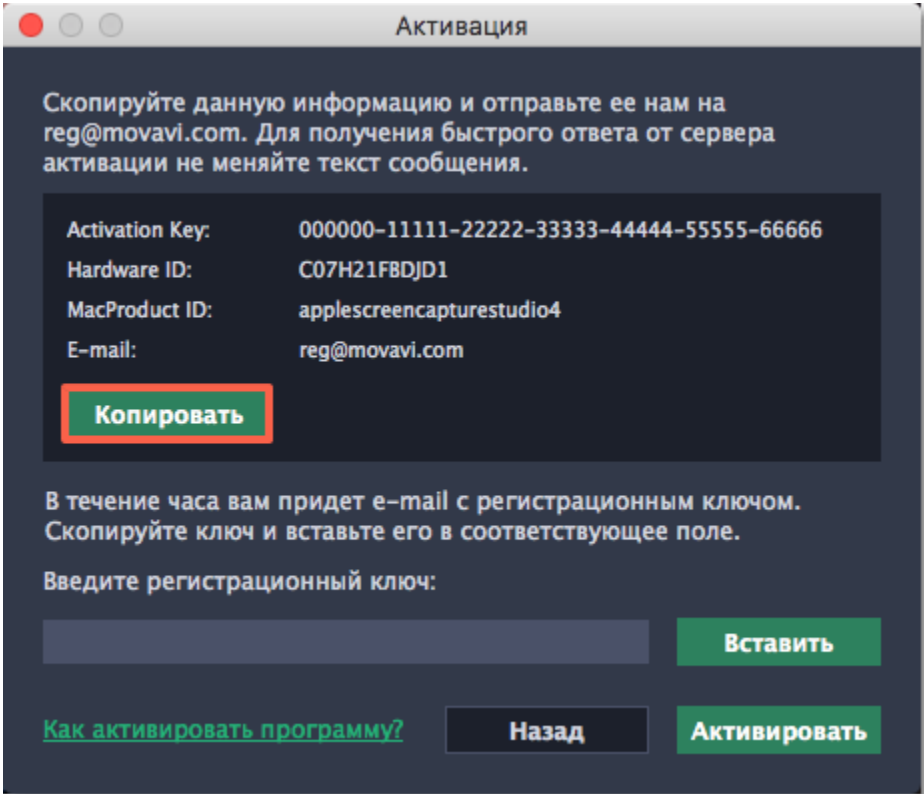 Активация
Скопируйте данную информацию и отправьте ее нам на
reg@movavi.com. Для получения быстрого ответа от сервера
активации не меняйте текст сообщения.
Activation Key: 000000-11111-22222-33333-44444-55555-66666
Hardware ID: C07H21FBDJD1
MacProduct ID: applescreencapturestudio4
E-mail: reg@movavi.com
Копировать
В течение часа вам придет e-mail с регистрационным ключом.
Скопируйте ключ и вставьте его в соответствующее поле.
Введите регистрационный ключ:
Вставить
Как активировать программу? Назад Активировать